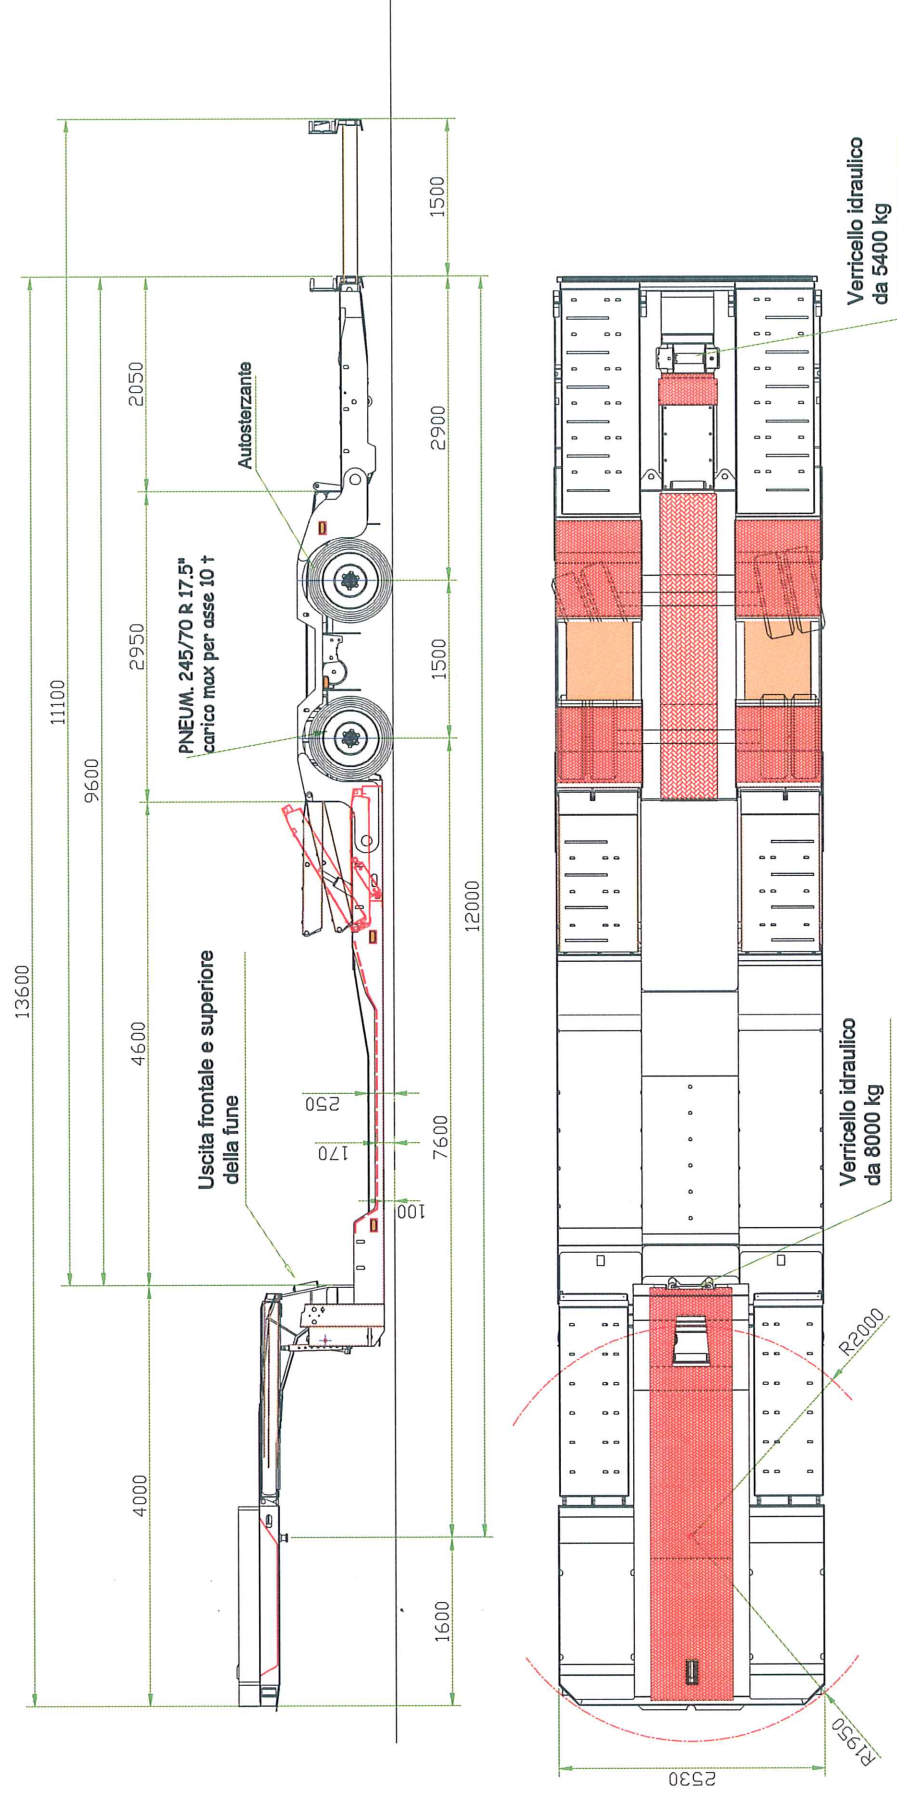 13600
11100
9600
4000
4600
2950
2050
Uscita frontale e superiore
della fune
PNEUM. 245/70 R 17.5"
carico max per asse 10 t
Autosterzante
250
170
100
1600
7600
1500
2900
1500
12000
Verricello idraulico
da 8000 kg
Verricello idraulico
da 5400 kg
R2000
R1950
2530